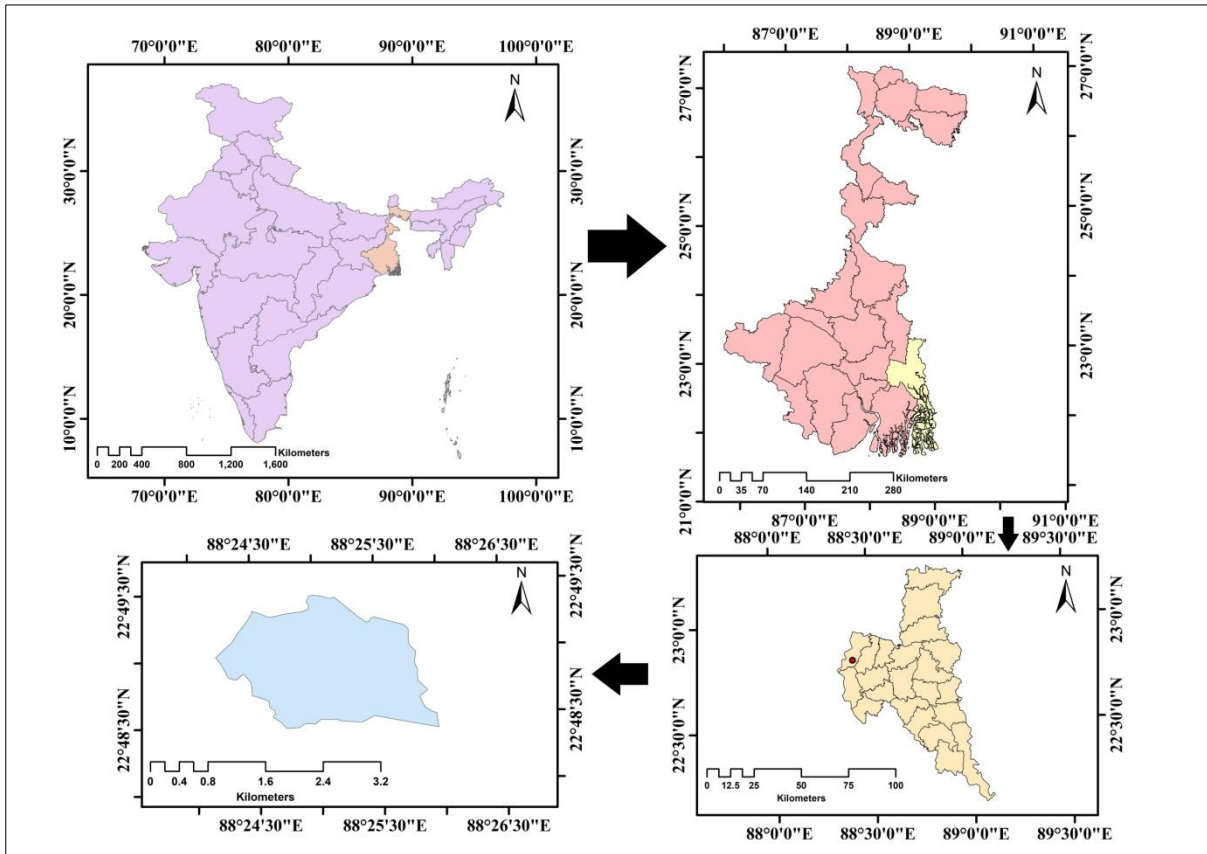 70°0'0"E 80°0'0"E 90°0'0"E 100°0'0"E
N
30°0'0"N
20°0'0"N
10°0'0"N
30°0'0"N
20°0'0"N
10°0'0"N
Kilometers
0 200 400 800 1,200 1,600
70°0'0"E 80°0'0"E 90°0'0"E 100°0'0"E
87°0'0"E 89°0'0"E 91°0'0"E
N
27°0'0"N
25°0'0"N
23°0'0"N
21°0'0"N
27°0'0"N
25°0'0"N
23°0'0"N
21°0'0"N
Kilometers
0 35 70 140 210 280
87°0'0"E 89°0'0"E 91°0'0"E
88°24'30"E 88°25'30"E 88°26'30"E
N
22°49'30"N
22°48'30"N
22°49'30"N
22°48'30"N
0 0.4 0.8 1.6 2.4 3.2
Kilometers
88°24'30"E 88°25'30"E 88°26'30"E
88°0'0"E 88°30'0"E 89°0'0"E 89°30'0"E
N
23°0'0"N
22°30'0"N
23°0'0"N
22°30'0"N
0 12.5 25 50 75 100
Kilometers
88°0'0"E 88°30'0"E 89°0'0"E 89°30'0"E